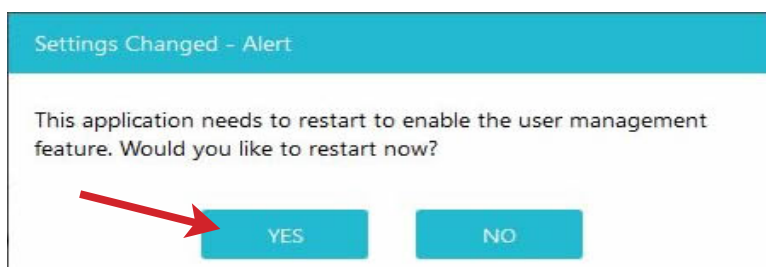 Settings Changed - Alert
This application needs to restart to enable the user management
feature. Would you like to restart now?
YES NO